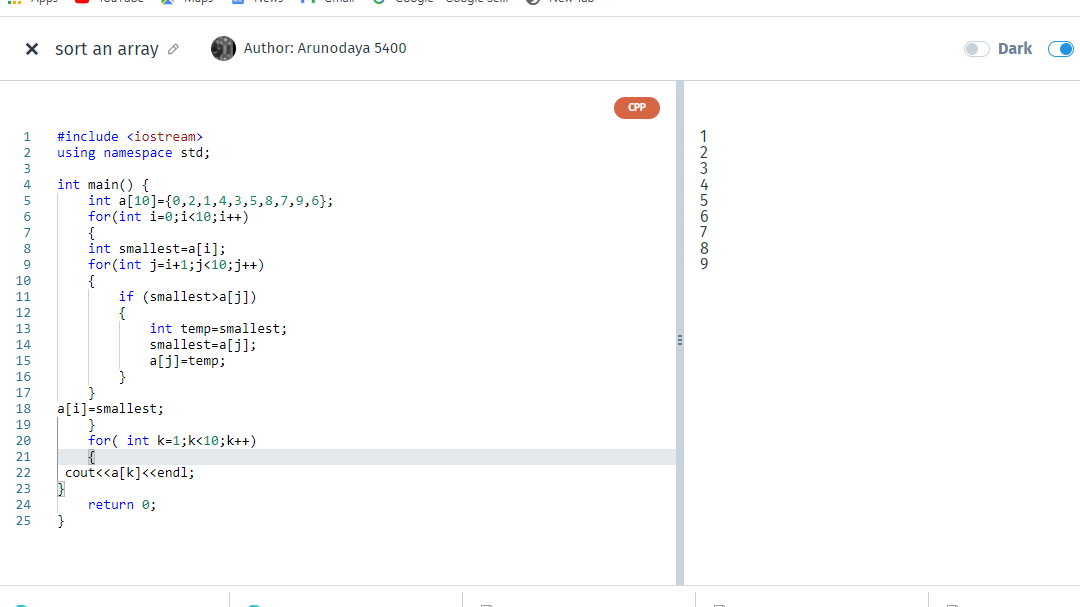 Apps YouTube Maps News Gmail Google New Tab
sort an array Author: Arunodaya 5400 Dark
CPP
1 #include <iostream>
2 using namespace std;
3
4 int main() {
5 int a[10]={0,2,1,4,3,5,8,7,9,6};
6 for(int i=0;i<10;i++)
7 {
8 int smallest=a[i];
9 for(int j=i+1;j<10;j++)
10 {
11 if (smallest>a[j])
12 {
13 int temp=smallest;
14 smallest=a[j];
15 a[j]=temp;
16 }
17 }
18 a[i]=smallest;
19 }
20 for( int k=1;k<10;k++)
21 {
22 cout<<a[k]<<endl;
23 }
24 return 0;
25 }
1
2
3
4
5
6
7
8
9